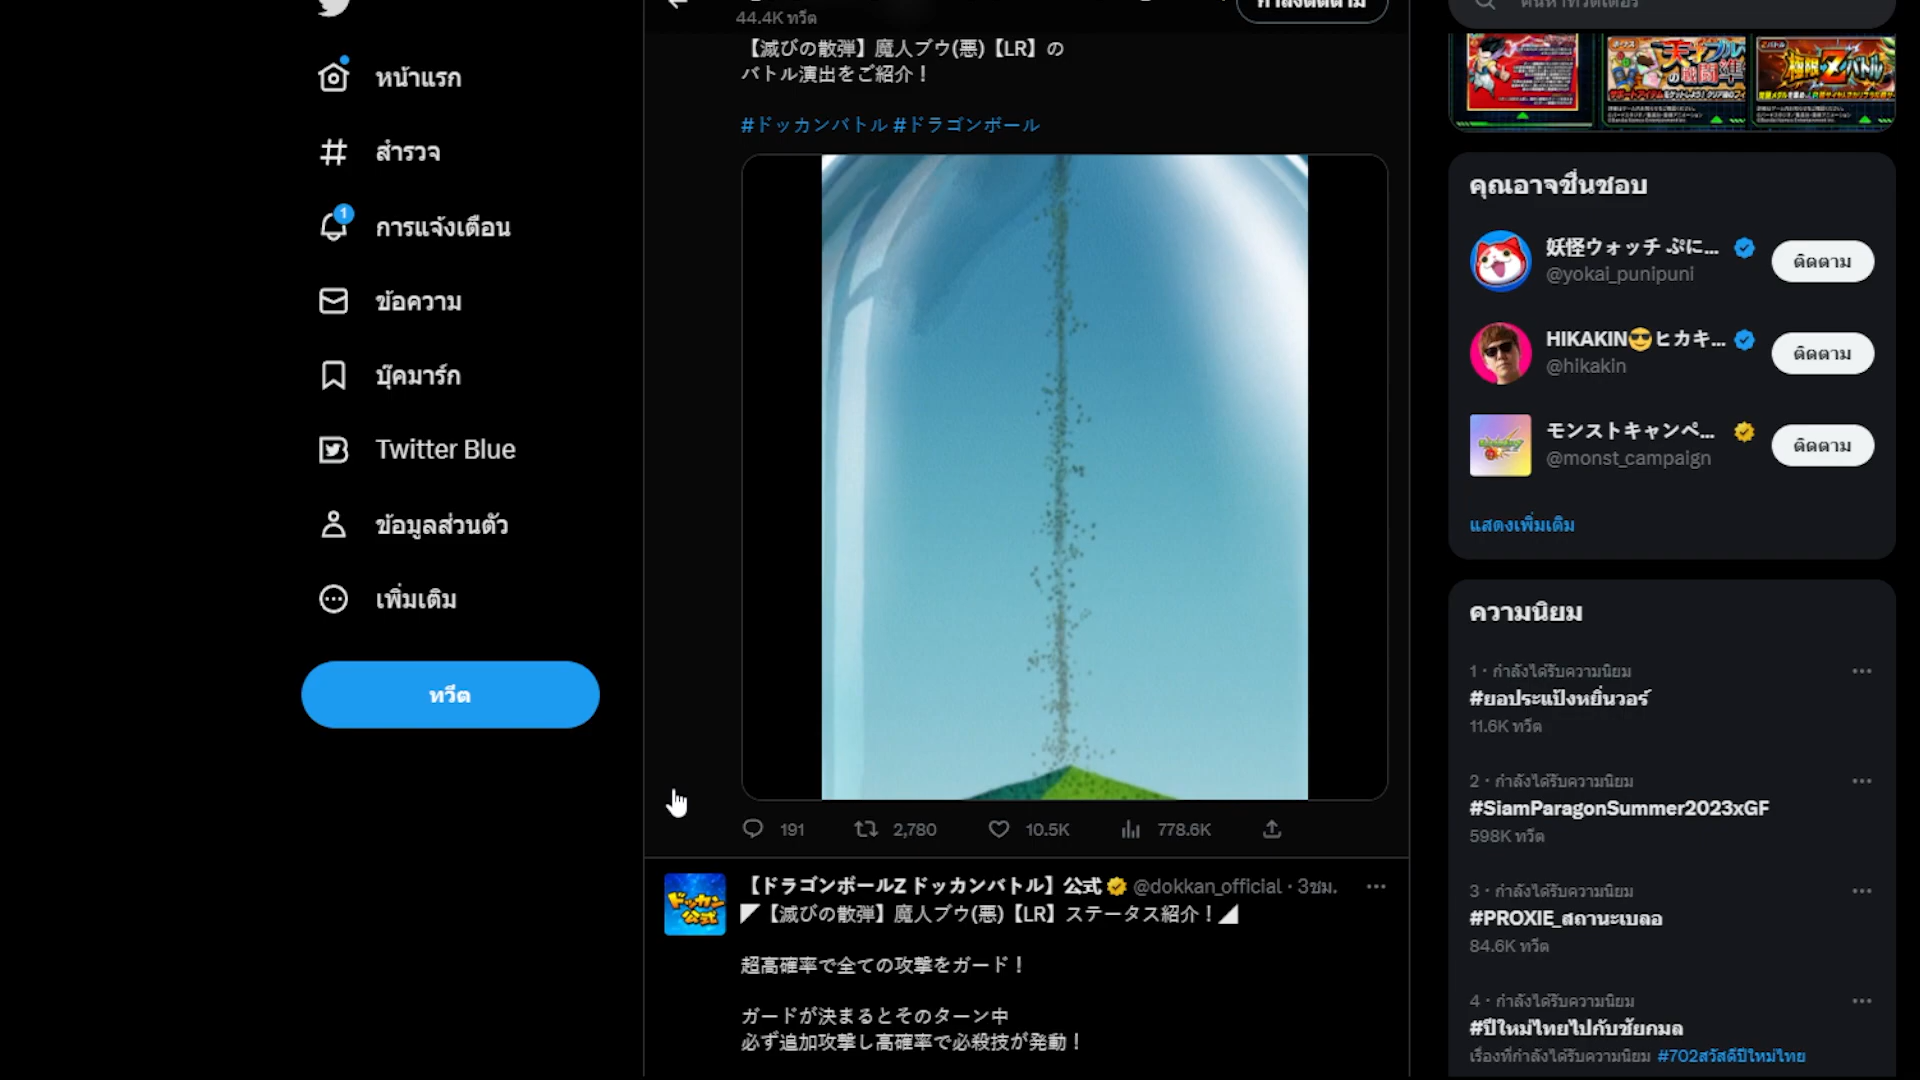 หน้าแรก
สำรวจ
1
การแจ้งเตือน
ข้อความ
บุ๊คมาร์ก
Twitter Blue
ข้อมูลส่วนตัว
เพิ่มเติม
ทวีต
44.4K ทวีต
กำลังติดตาม
【滅びの散弾】魔人ブウ(悪)【LR】の
バトル演出をご紹介！
#ドッカンバトル #ドラゴンボール
191 2,780 10.5K 778.6K
【ドラゴンボールZ ドッカンバトル】公式 @dokkan_official · 3ชม.
◤【滅びの散弾】魔人ブウ(悪)【LR】ステータス紹介！◢
超高確率で全ての攻撃をガード！
ガードが決まるとそのターン中
必ず追加攻撃し高確率で必殺技が発動！
ค้นหาทวิตเตอร์
極限Zバトル
คุณอาจชื่นชอบ
妖怪ウォッチ ぷに...
@yokai_punipuni
ติดตาม
HIKAKIN😎ヒカキ...
@hikakin
ติดตาม
モンストキャンペ...
@monst_campaign
ติดตาม
แสดงเพิ่มเติม
ความนิยม
1 · กำลังได้รับความนิยม
#ยอประแป้งหยิ่นวอร์
11.6K ทวีต
2 · กำลังได้รับความนิยม
#SiamParagonSummer2023xGF
598K ทวีต
3 · กำลังได้รับความนิยม
#PROXIE_สถานะเบลอ
84.6K ทวีต
4 · กำลังได้รับความนิยม
#ปีใหม่ไทยไปกับชัยกมล
เรื่องที่กำลังได้รับความนิยม #702สวัสดีปีใหม่ไทย